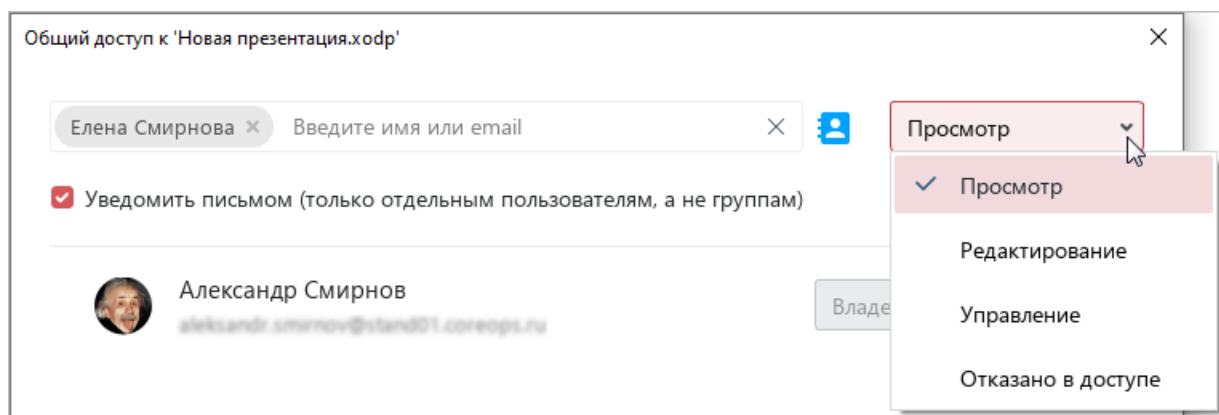 Общий доступ к 'Новая презентация.xodp'
Елена Смирнова Введите имя или email Просмотр
Просмотр
Уведомить письмом (только отдельным пользователям, а не группам)
Редактирование
Александр Смирнов
Владе
Управление
Отказано в доступе